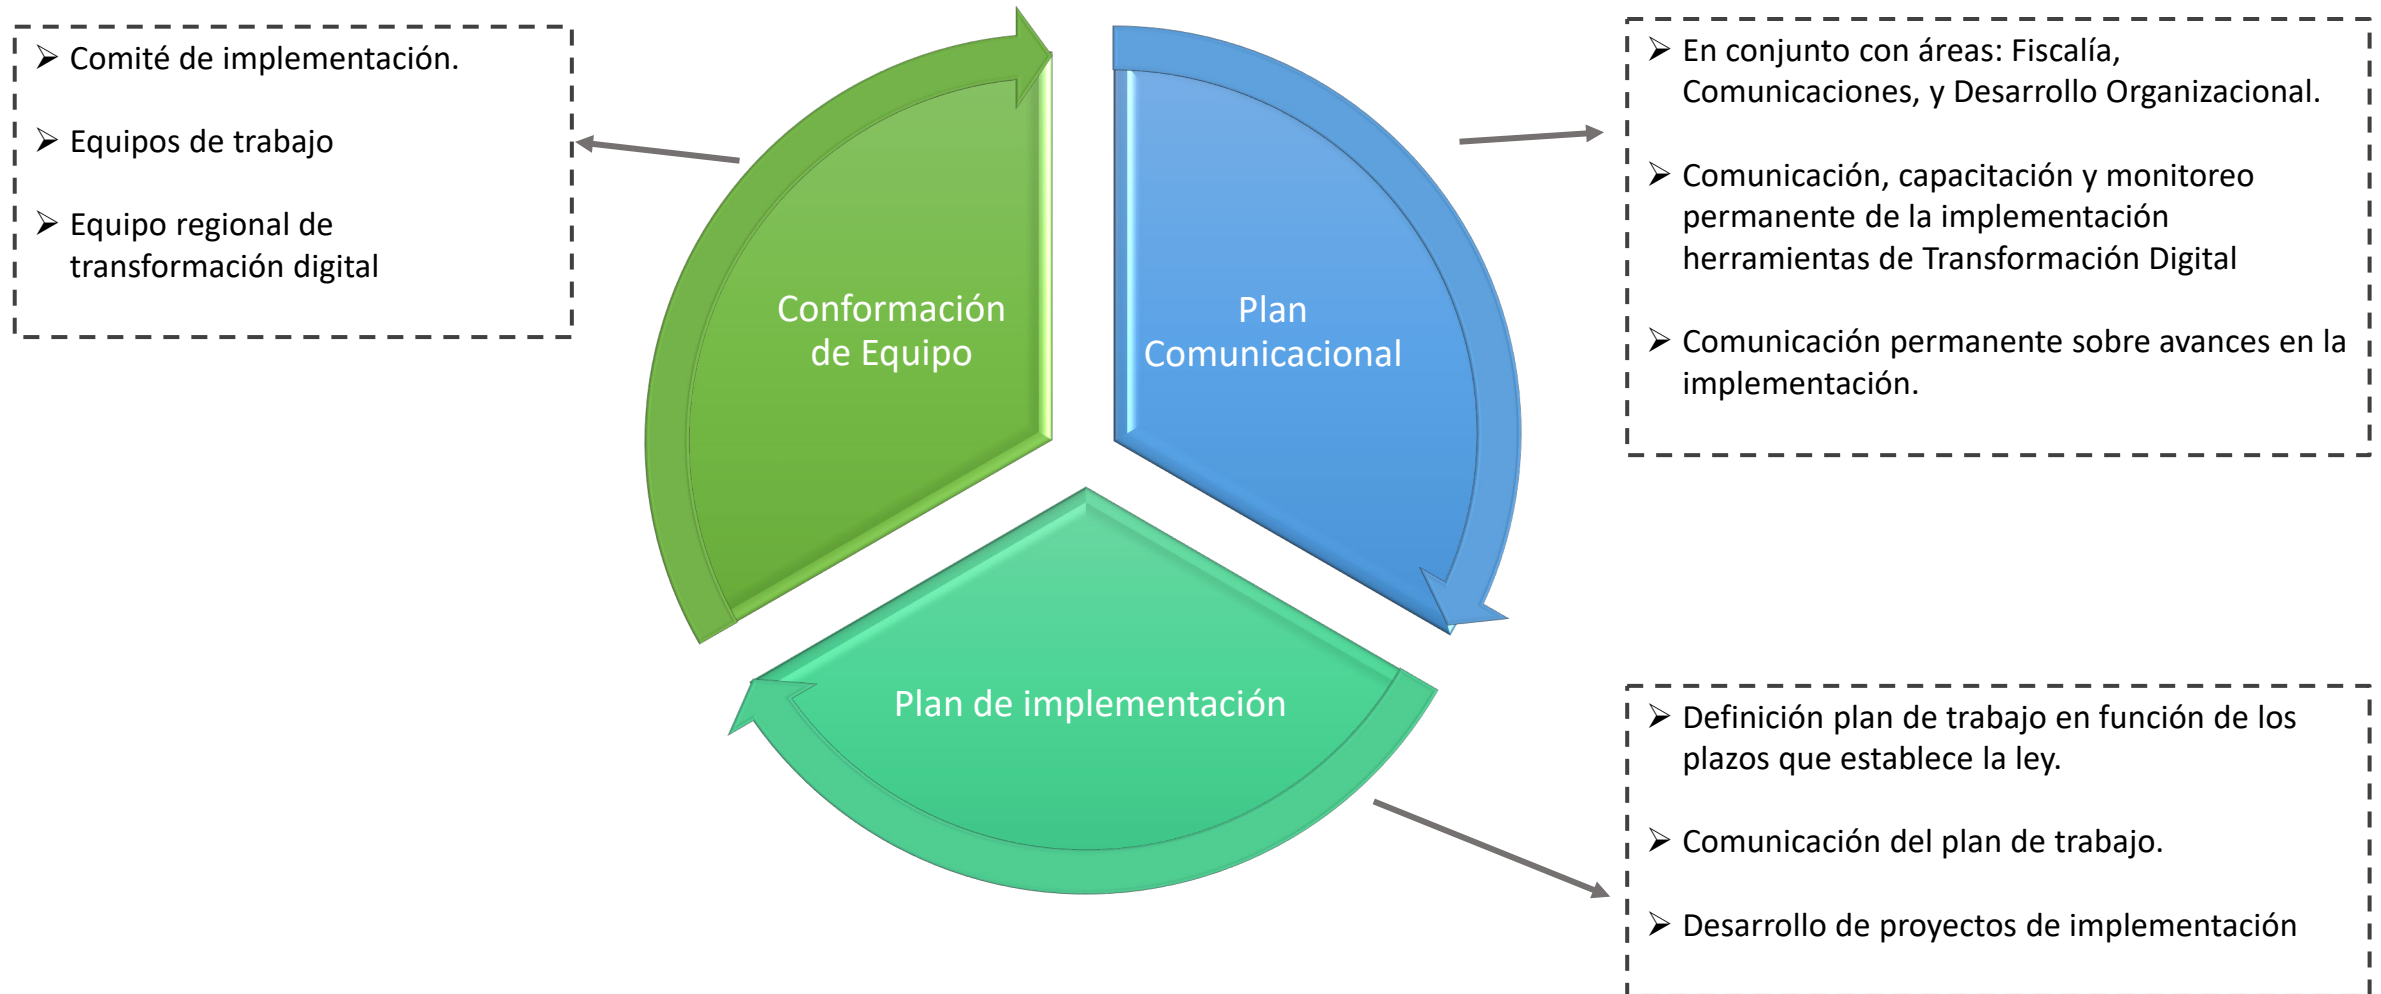 ➢ Comité de implementación.
➢ Equipos de trabajo
➢ Equipo regional de
transformación digital
Conformación
de Equipo
Plan
Comunicacional
Plan de implementación
➢ En conjunto con áreas: Fiscalía,
Comunicaciones, y Desarrollo Organizacional.
➢ Comunicación, capacitación y monitoreo
permanente de la implementación
herramientas de Transformación Digital
➢ Comunicación permanente sobre avances en la
implementación.
➢ Definición plan de trabajo en función de los
plazos que establece la ley.
➢ Comunicación del plan de trabajo.
➢ Desarrollo de proyectos de implementación